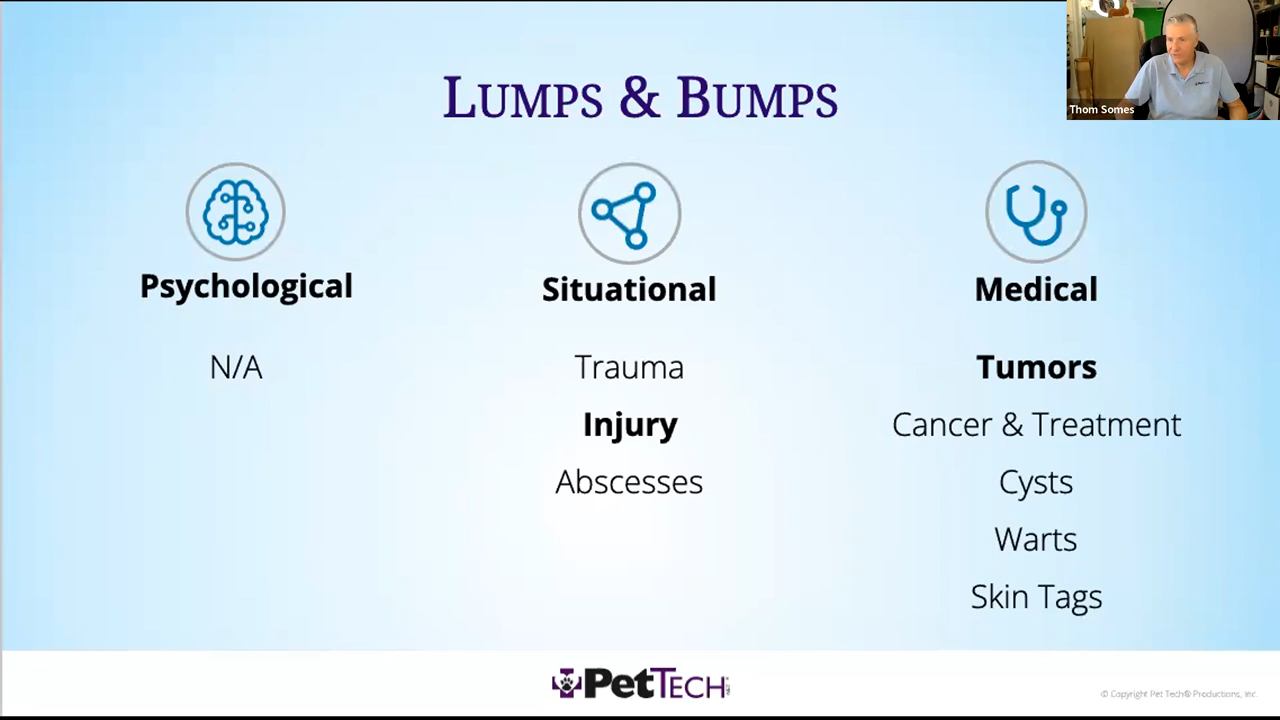 LUMPS & BUMPS
Thom Somes
Psychological
Situational
Medical
N/A
Trauma
Injury
Abscesses
Tumors
Cancer & Treatment
Cysts
Warts
Skin Tags
PetTECH
© Copyright Pet Tech® Productions, Inc.